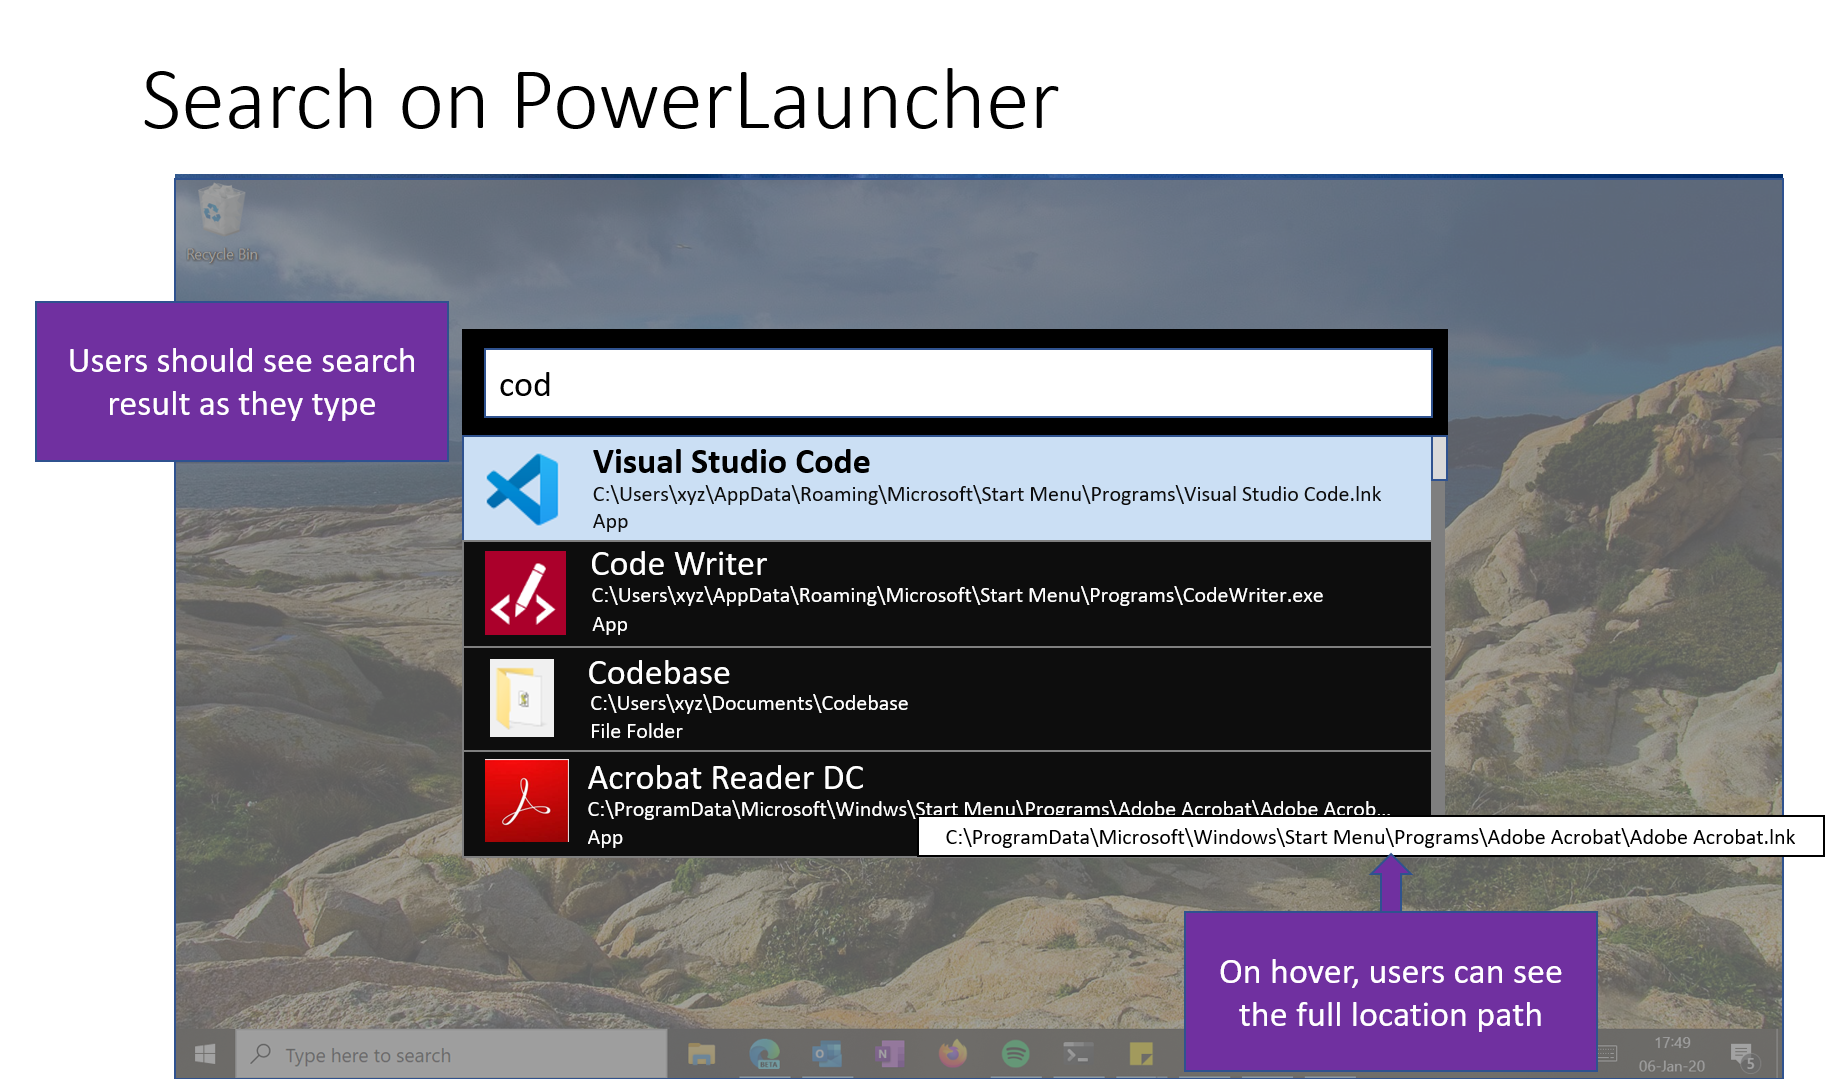 Search on PowerLauncher
Recycle Bin
Users should see search
result as they type
cod
Visual Studio Code
C:\Users\xyz\AppData\Roaming\Microsoft\Start Menu\Programs\Visual Studio Code.lnk
App
Code Writer
C:\Users\xyz\AppData\Roaming\Microsoft\Start Menu\Programs\CodeWriter.exe
App
Codebase
C:\Users\xyz\Documents\Codebase
File Folder
Acrobat Reader DC
C:\ProgramData\Microsoft\Windws\Start Menu\Programs\Adobe Acrobat\Adobe Acrob...
App
C:\ProgramData\Microsoft\Windows\Start Menu\Programs\Adobe Acrobat\Adobe Acrobat.lnk
On hover, users can see
the full location path
Type here to search
BETA
17:49
06-Jan-20
5